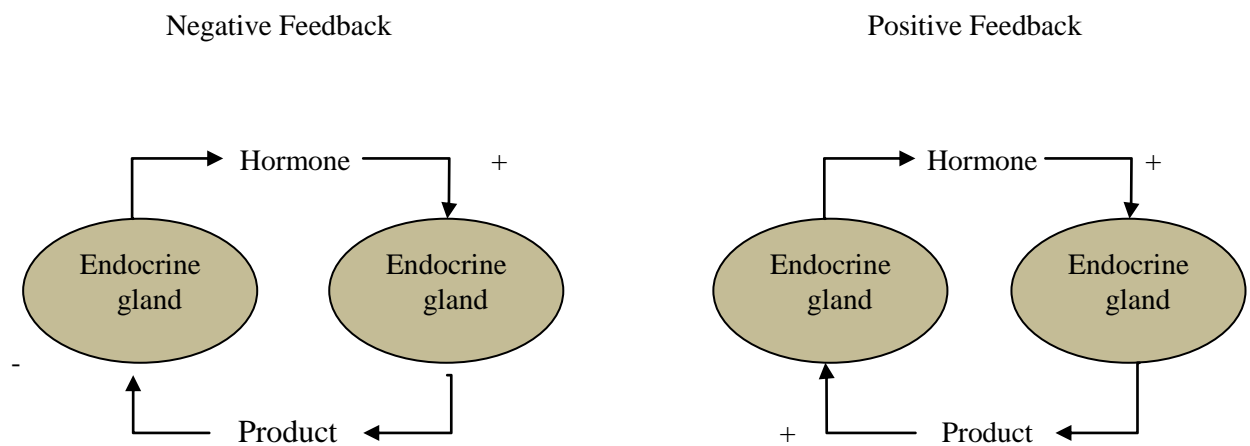 Negative Feedback
Positive Feedback
Hormone +
Hormone +
Endocrine
gland
Endocrine
gland
Endocrine
gland
Endocrine
gland
-
Product
+ Product